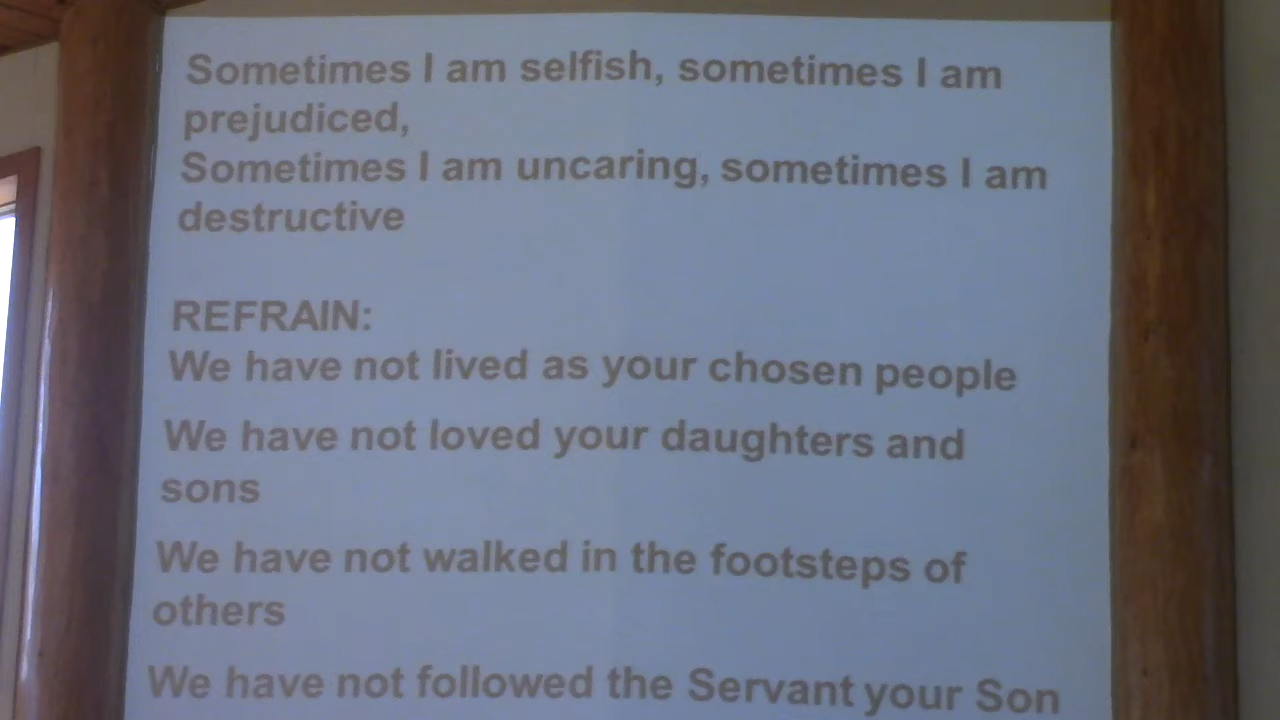 Sometimes I am selfish, sometimes I am
prejudiced,
Sometimes I am uncaring, sometimes I am
destructive
REFRAIN:
We have not lived as your chosen people
We have not loved your daughters and
sons
We have not walked in the footsteps of
others
We have not followed the Servant your Son